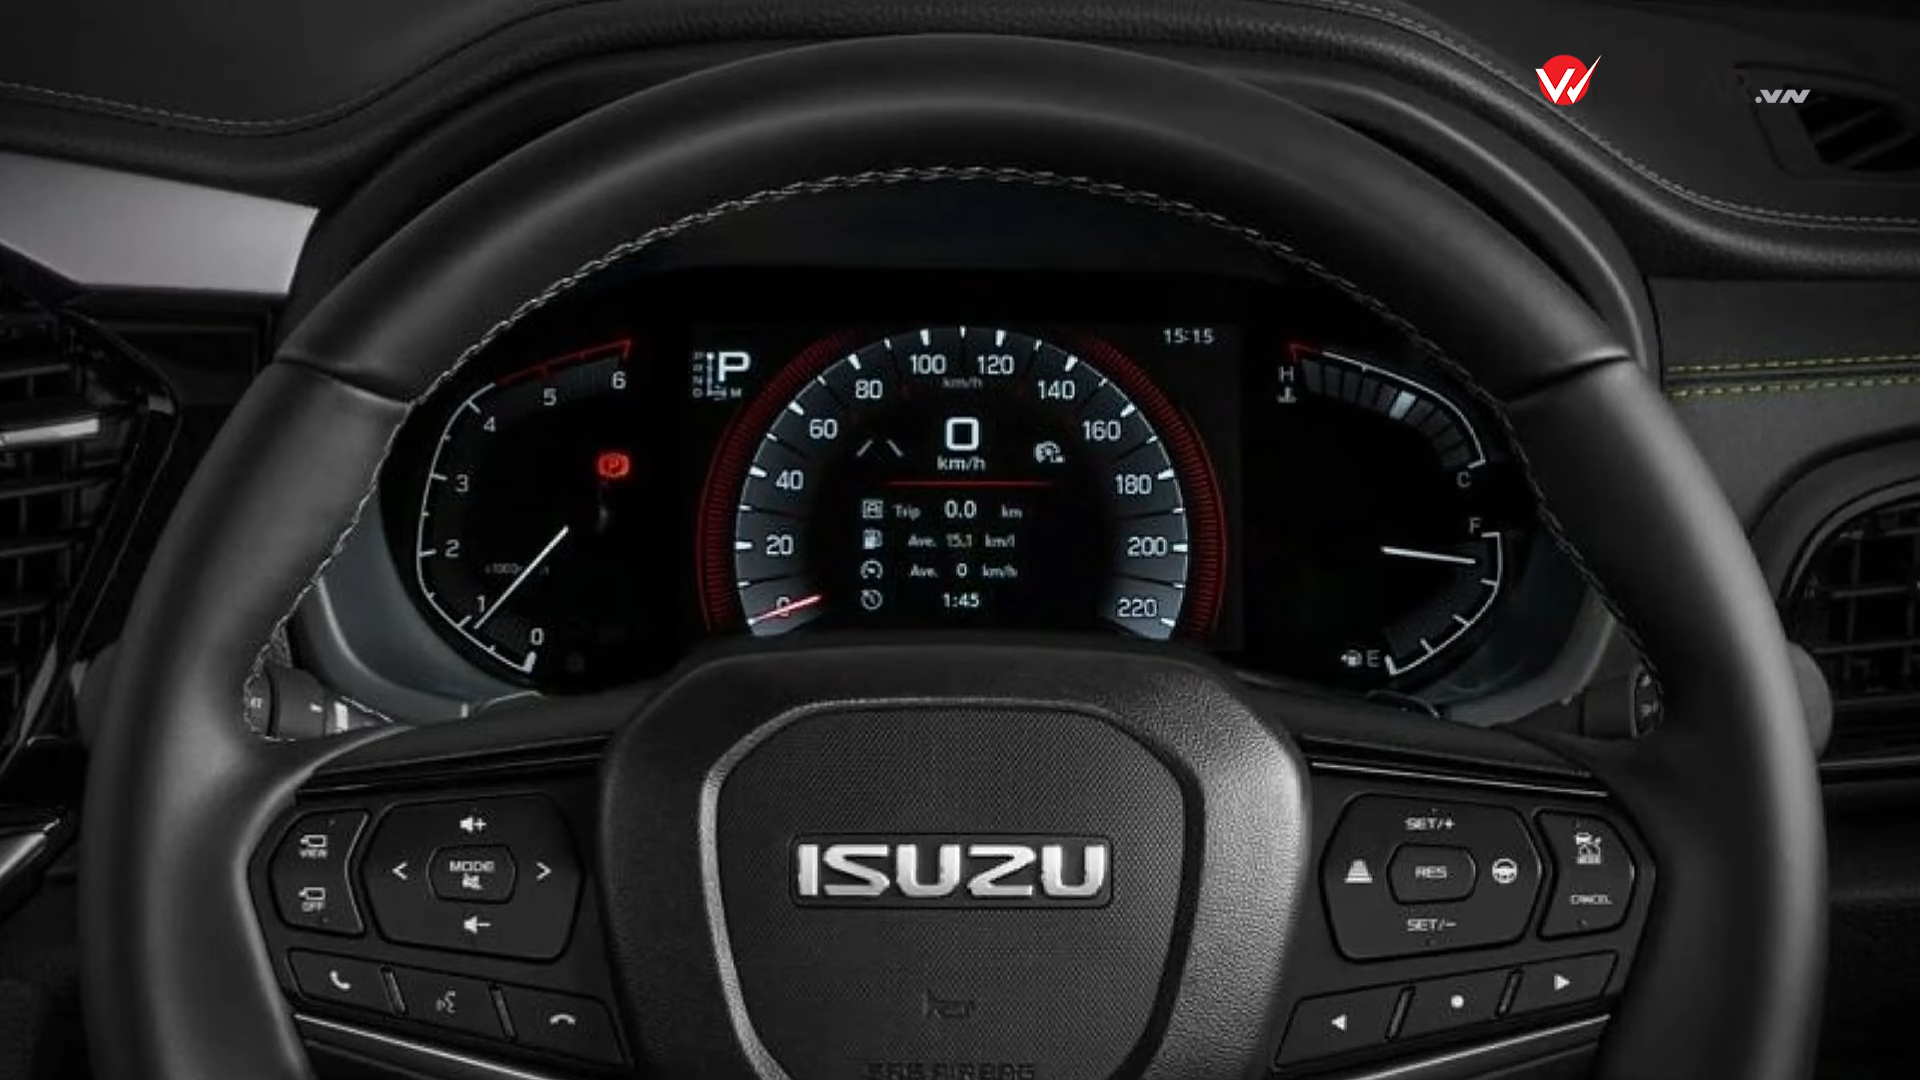 .VN
15:15
P
P R N D M
0 20 40 60 80 100 120 140 160 180 200 220
km/h
0
km/h
Trip 0.0 km
Ave. 15.1 km/l
Ave. 0 km/h
1:45
0 1 2 3 4 5 6
P
H
C
F
E
ISUZU
VIEW
OFF
MODE
SET/+
RES
SET/−
CANCEL